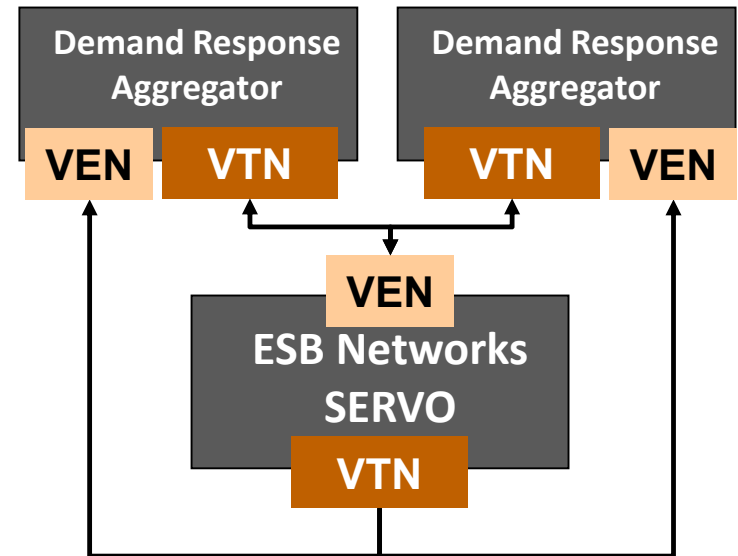 Demand Response
Aggregator
VEN
VTN
Demand Response
Aggregator
VTN
VEN
VEN
ESB Networks
SERVO
VTN